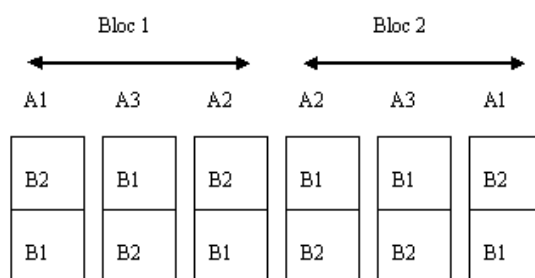 Bloc 1 Bloc 2
A1 A3 A2 A2 A3 A1
B2 B1 B2 B1 B1 B2
B1 B2 B1 B2 B2 B1